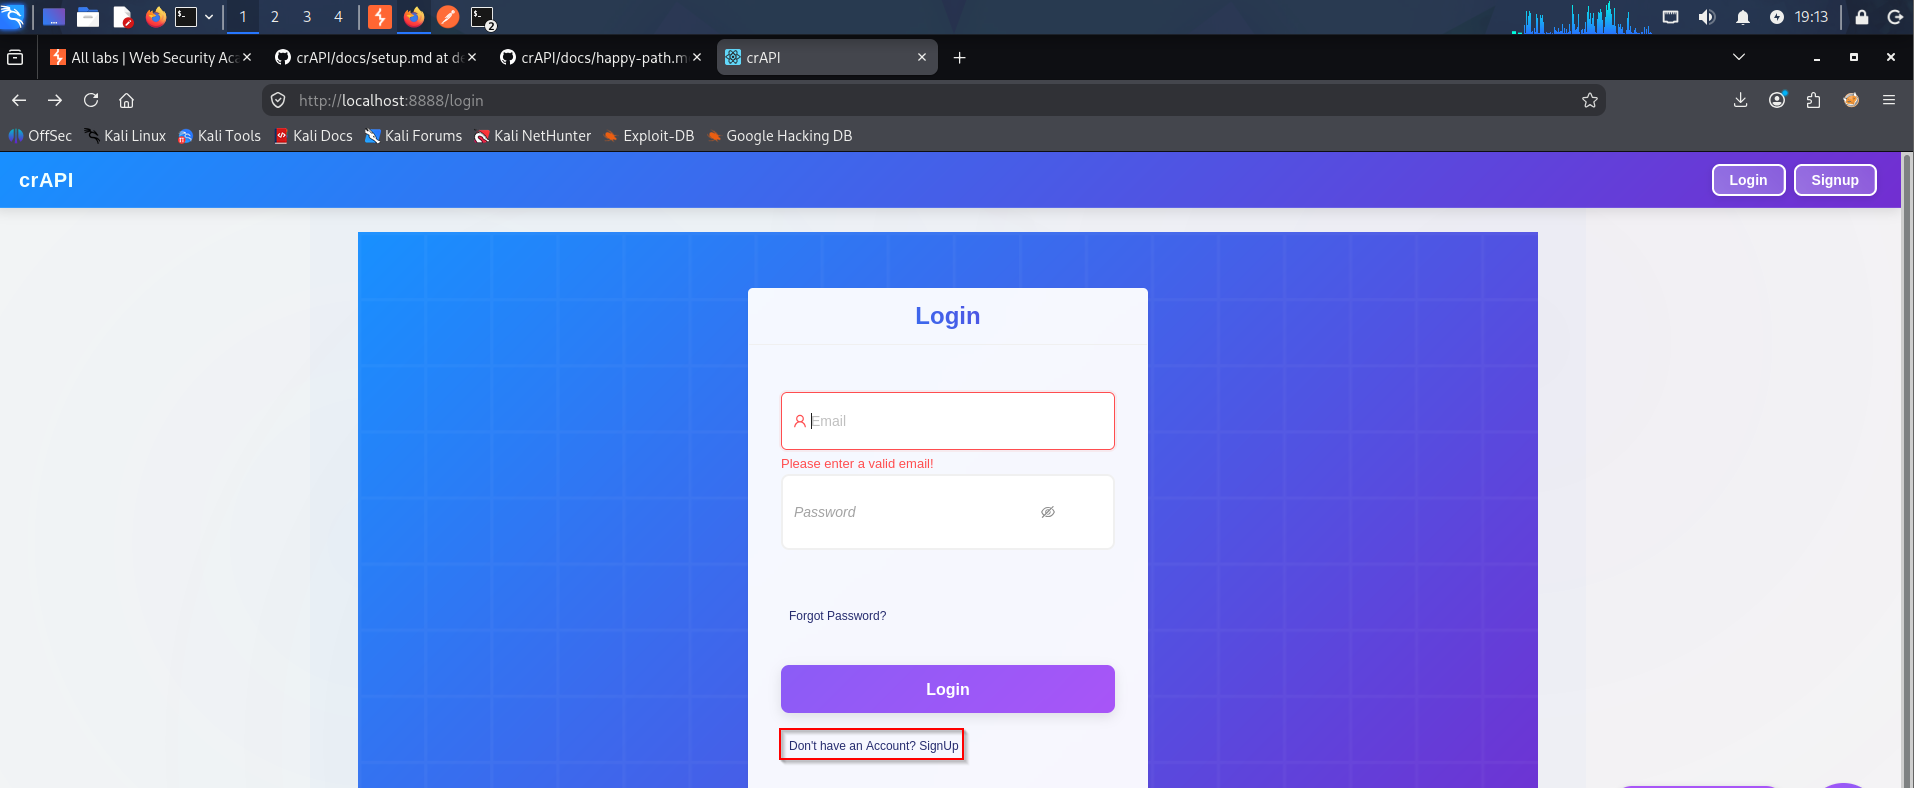 1 2 3 4 2 19:13
All labs | Web Security Aca crAPI/docs/setup.md at de crAPI/docs/happy-path.m crAPI
http://localhost:8888/login
OffSec Kali Linux Kali Tools Kali Docs Kali Forums Kali NetHunter Exploit-DB Google Hacking DB
crAPI Login Signup
Login
Email
Please enter a valid email!
Password
Forgot Password?
Login
Don't have an Account? SignUp